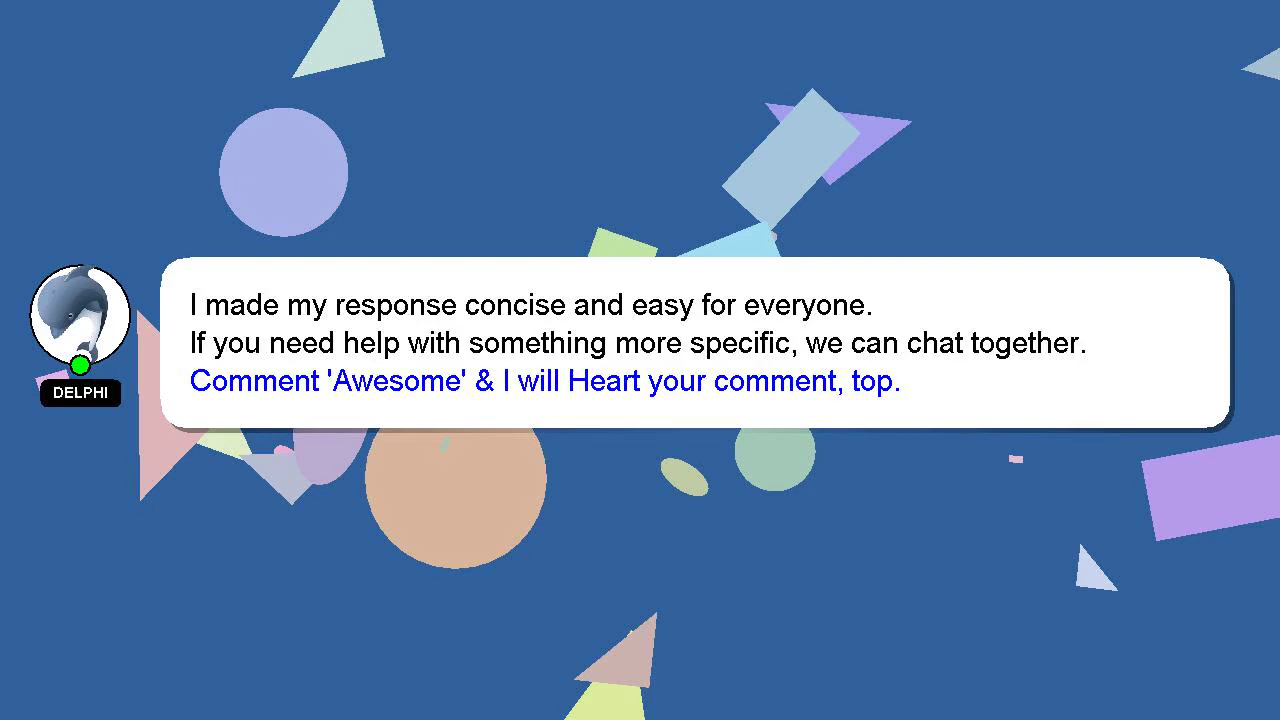 I made my response concise and easy for everyone.
If you need help with something more specific, we can chat together.
Comment 'Awesome' & I will Heart your comment, top.
DELPHI